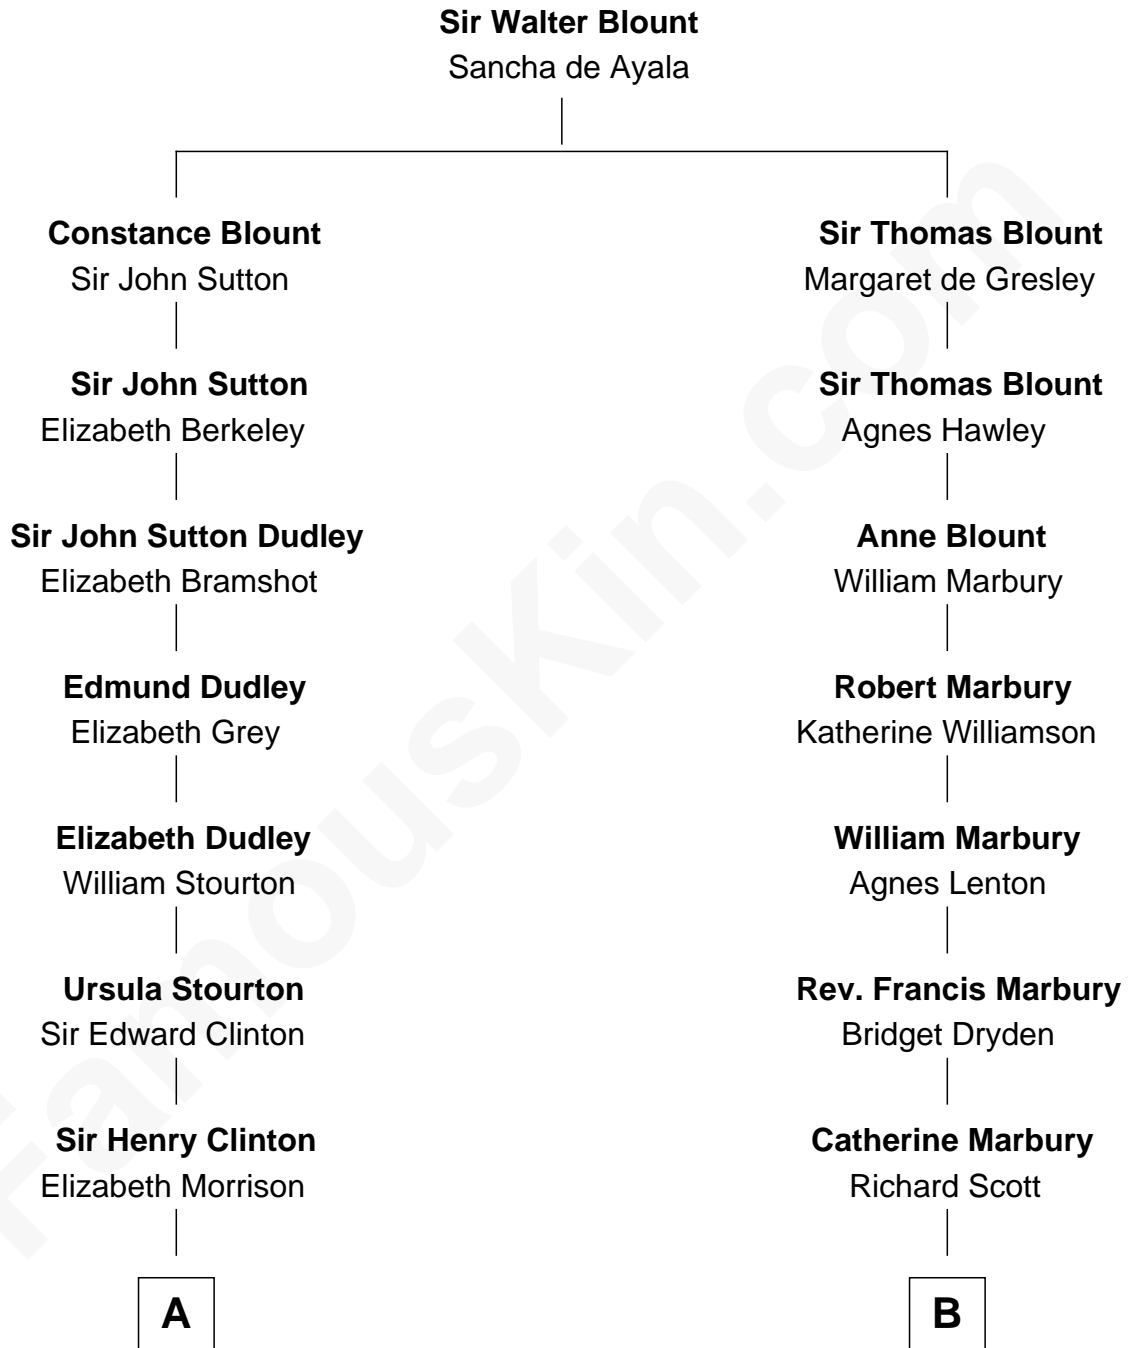 Sir Walter Blount
Sancha de Ayala
Constance Blount
Sir John Sutton
Sir John Sutton
Elizabeth Berkeley
Sir John Sutton Dudley
Elizabeth Bramshot
Edmund Dudley
Elizabeth Grey
Elizabeth Dudley
William Stourton
Ursula Stourton
Sir Edward Clinton
Sir Henry Clinton
Elizabeth Morrison
A
Sir Thomas Blount
Margaret de Gresley
Sir Thomas Blount
Agnes Hawley
Anne Blount
William Marbury
Robert Marbury
Katherine Williamson
William Marbury
Agnes Lenton
Rev. Francis Marbury
Bridget Dryden
Catherine Marbury
Richard Scott
B
FamousKin.com